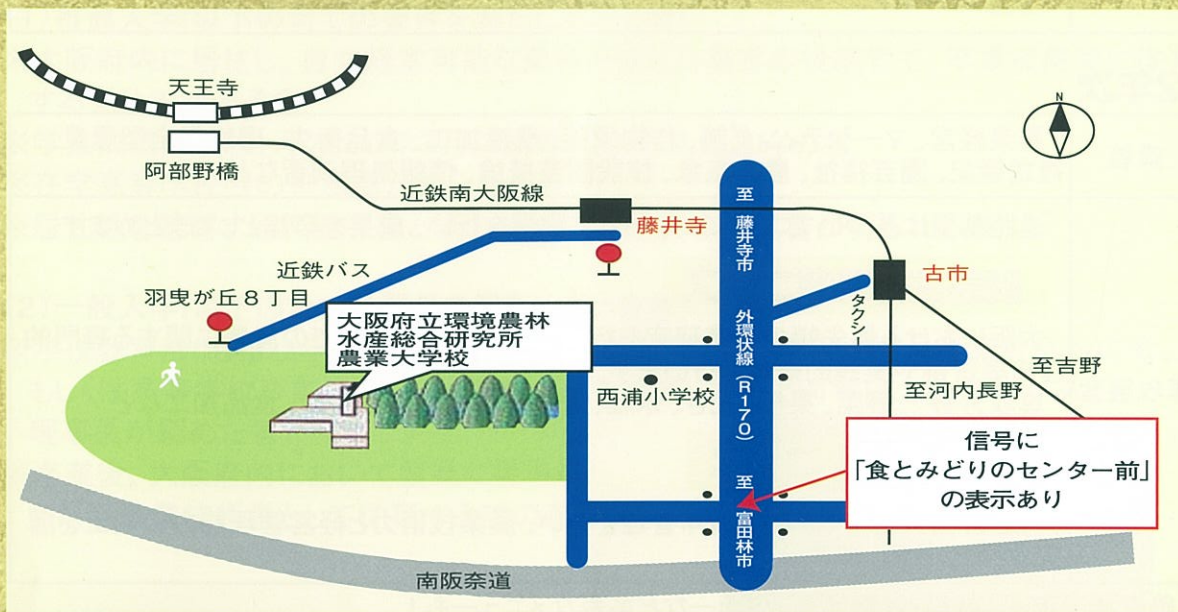 天王寺
阿部野橋
近鉄南大阪線
藤井寺
近鉄バス
羽曳が丘8丁目
古市
タクシー
N
大阪府立環境農林
水産総合研究所
農業大学校
至 藤井寺市 外環状線(R170) 至 富田林市
西浦小学校
至吉野
至河内長野
信号に
「食とみどりのセンター前」
の表示あり
南阪奈道